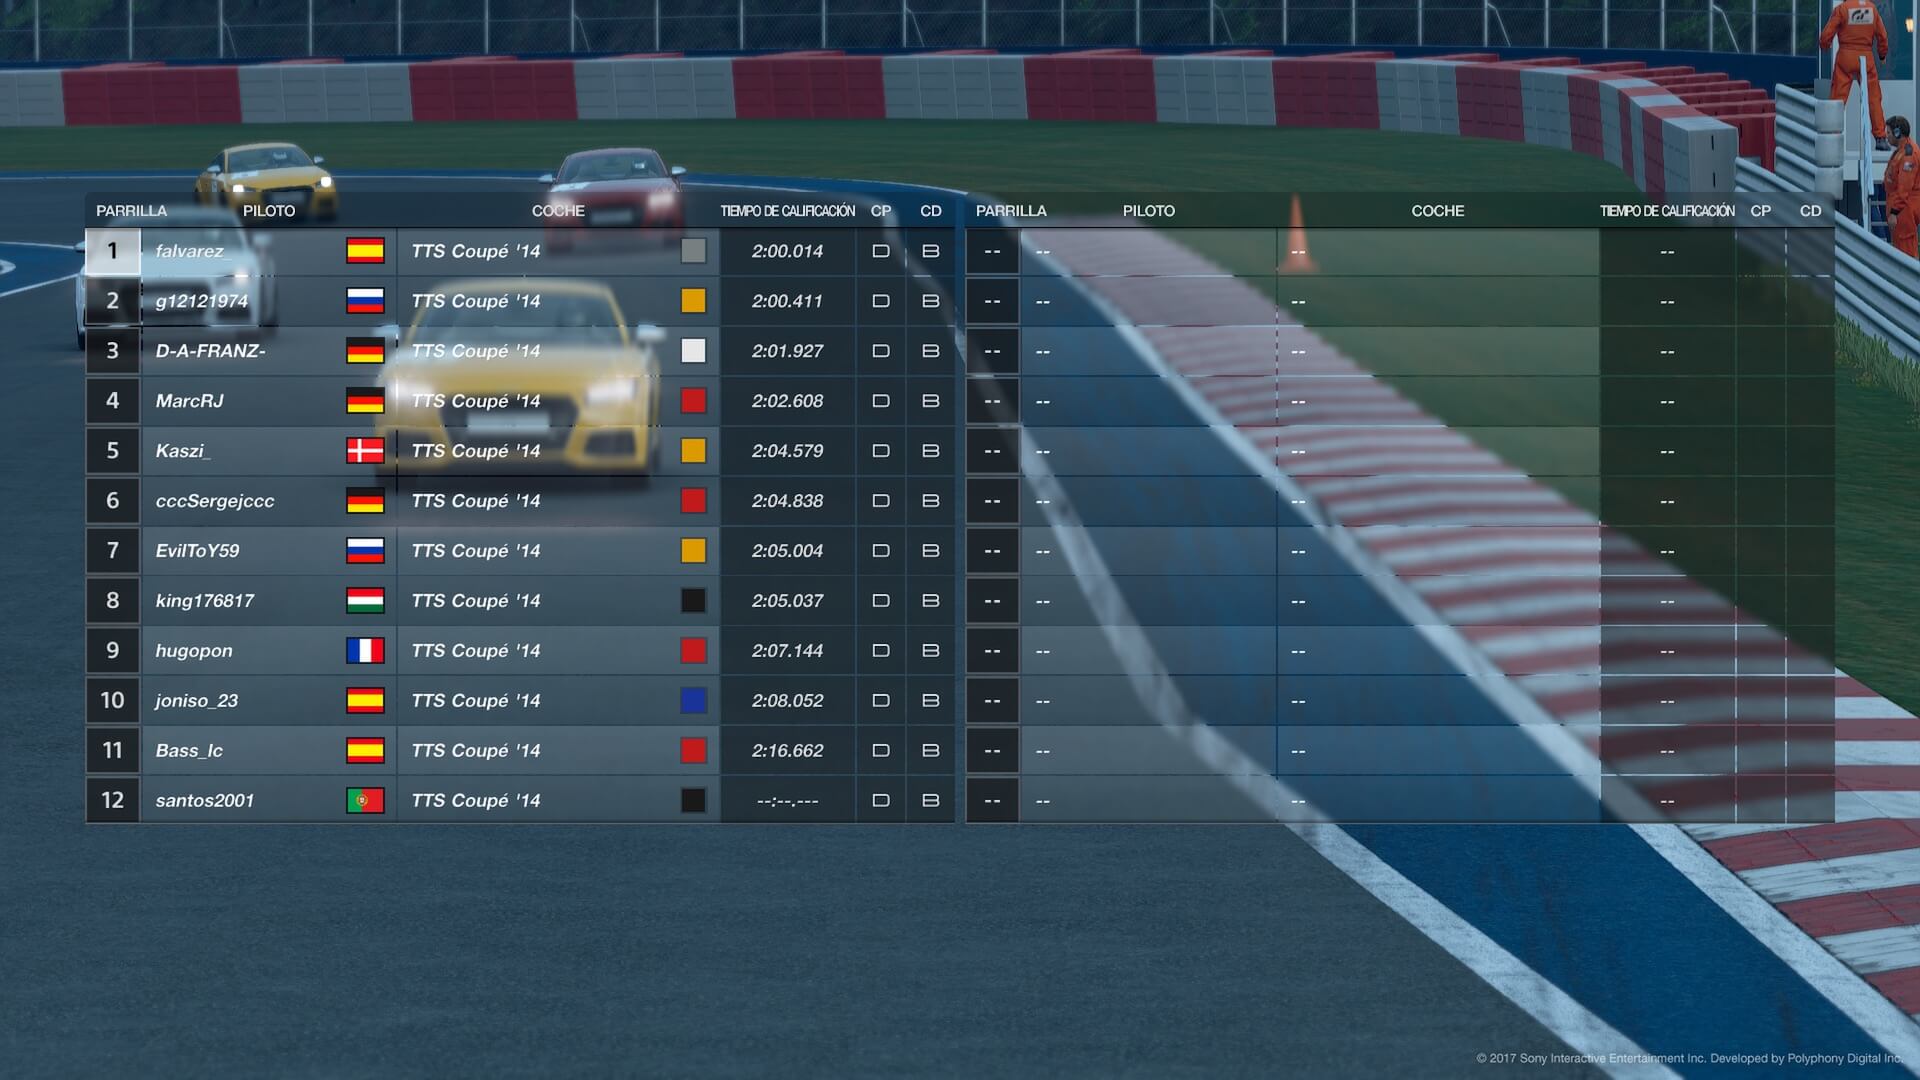 PARRILLA PILOTO COCHE TIEMPO DE CALIFICACIÓN CP CD PARRILLA PILOTO COCHE TIEMPO DE CALIFICACIÓN CP CD
1 falvarez_ TTS Coupé '14 2:00.014 D B -- -- -- --
2 g12121974 TTS Coupé '14 2:00.411 D B -- -- -- --
3 D-A-FRANZ- TTS Coupé '14 2:01.927 D B -- -- -- --
4 MarcRJ TTS Coupé '14 2:02.608 D B -- -- -- --
5 Kaszi_ TTS Coupé '14 2:04.579 D B -- -- -- --
6 cccSergejccc TTS Coupé '14 2:04.838 D B -- -- -- --
7 EvilToY59 TTS Coupé '14 2:05.004 D B -- -- -- --
8 king176817 TTS Coupé '14 2:05.037 D B -- -- -- --
9 hugopon TTS Coupé '14 2:07.144 D B -- -- -- --
10 joniso_23 TTS Coupé '14 2:08.052 D B -- -- -- --
11 Bass_Ic TTS Coupé '14 2:16.662 D B -- -- -- --
12 santos2001 TTS Coupé '14 --:--.--- D B -- -- -- --
© 2017 Sony Interactive Entertainment Inc. Developed by Polyphony Digital Inc.